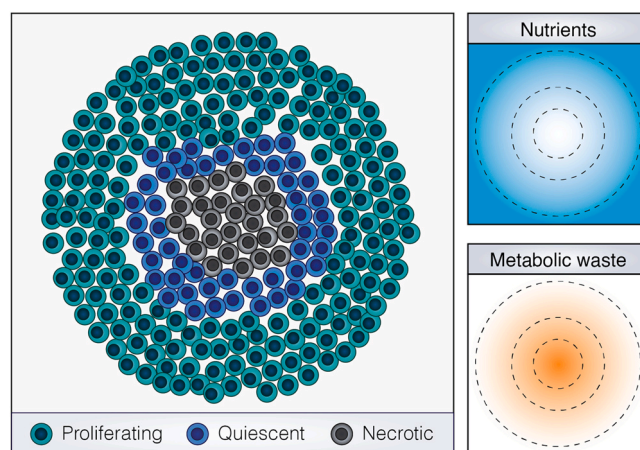 Nutrients
Metabolic waste
Proliferating
Quiescent
Necrotic